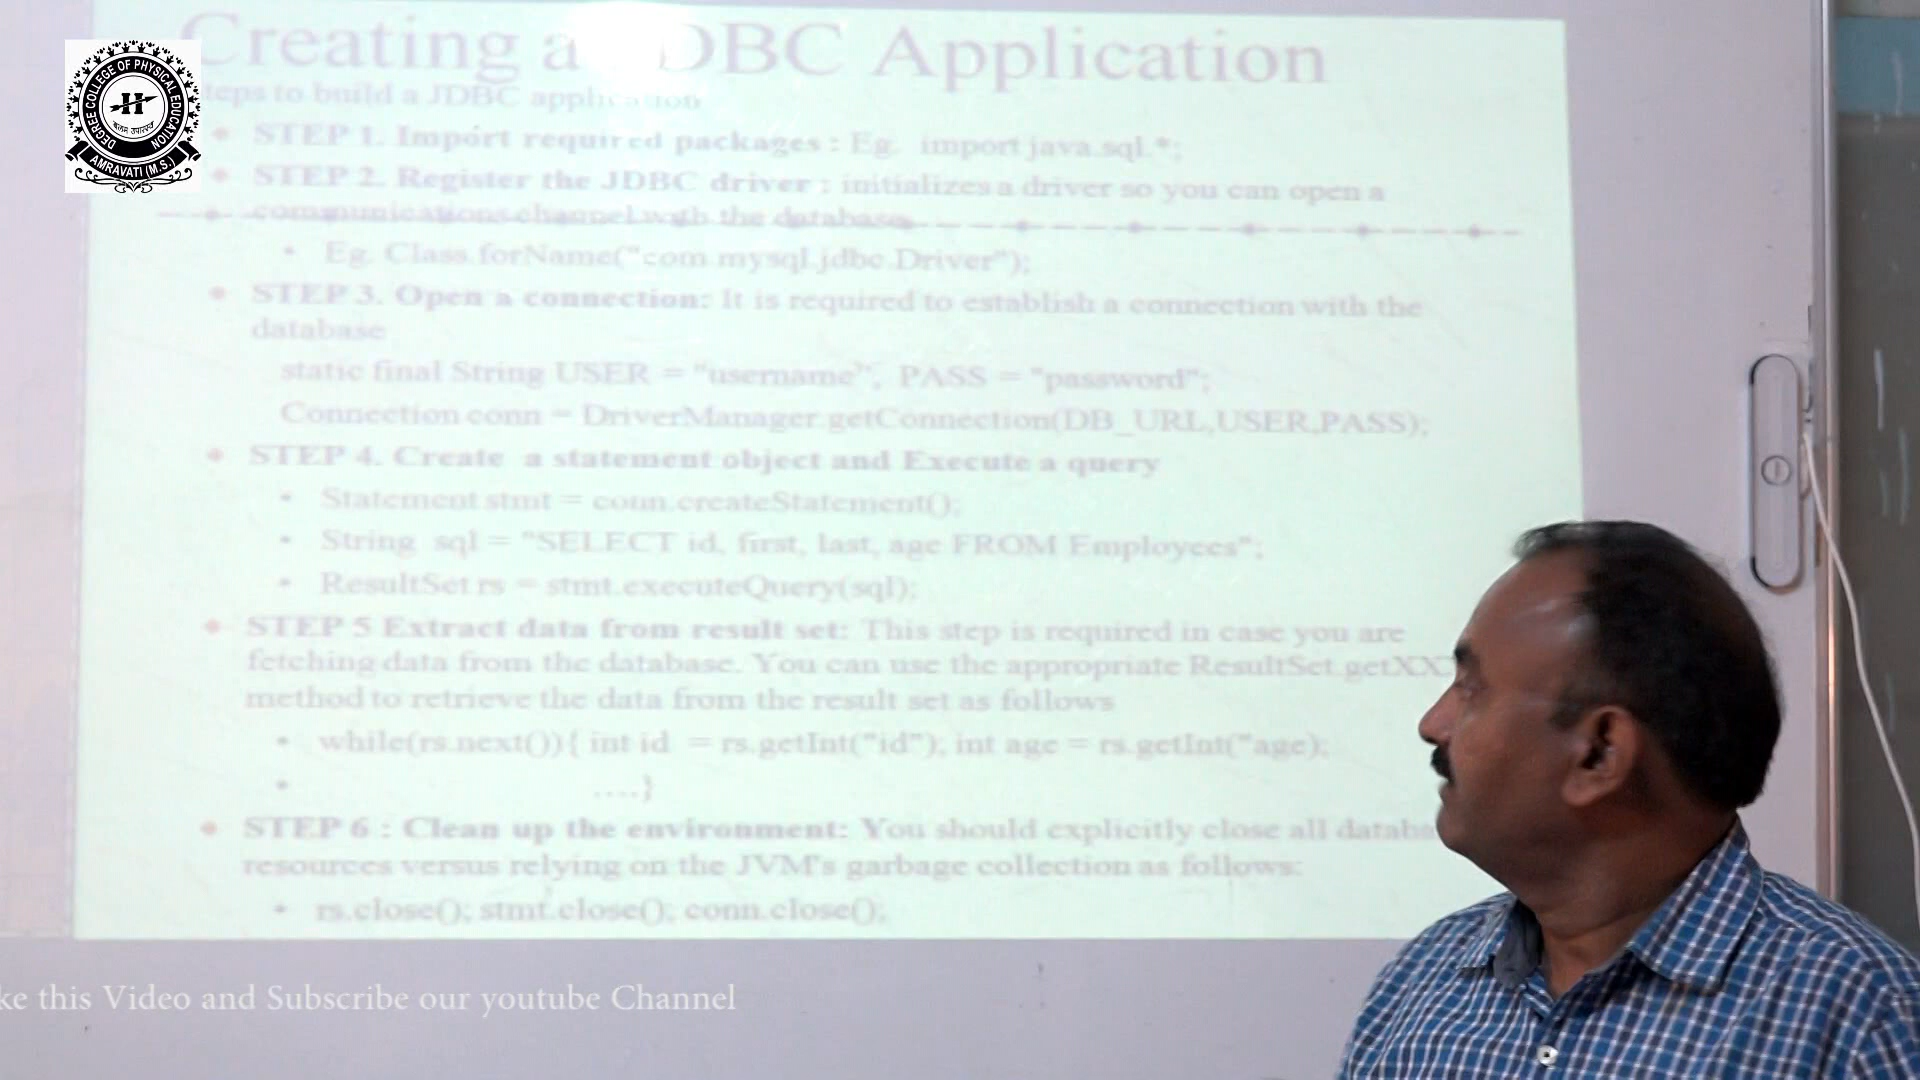 DEGREE COLLEGE OF PHYSICAL EDUCATION
H
AMRAVATI (M.S.)
Creating a DBC Application
teps to build a JDBC application
STEP 1. Import required packages : Eg. import java.sql.*;
STEP 2. Register the JDBC driver : initializes a driver so you can open a
communications channel with the database.
Eg. Class.forName("com.mysql.jdbc.Driver");
STEP 3. Open a connection: It is required to establish a connection with the
database
static final String USER = "username", PASS = "password";
Connection conn = DriverManager.getConnection(DB_URL,USER,PASS);
STEP 4. Create a statement object and Execute a query
Statement stmt = conn.createStatement();
String sql = "SELECT id, first, last, age FROM Employees";
ResultSet rs = stmt.executeQuery(sql);
STEP 5 Extract data from result set: This step is required in case you are
fetching data from the database. You can use the appropriate ResultSet.getXX
method to retrieve the data from the result set as follows
while(rs.next()){ int id = rs.getInt("id"); int age = rs.getInt("age);
....}
STEP 6 : Clean up the environment: You should explicitly close all databa
resources versus relying on the JVM's garbage collection as follows:
rs.close(); stmt.close(); conn.close();
ke this Video and Subscribe our youtube Channel